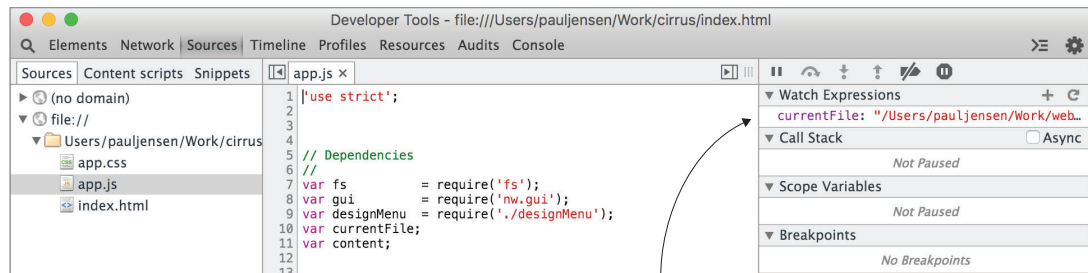 Developer Tools - file:///Users/pauljensen/Work/cirrus/index.html
Elements Network Sources Timeline Profiles Resources Audits Console
Sources Content scripts Snippets
(no domain)
file://
Users/pauljensen/Work/cirrus
app.css
app.js
index.html
app.js ×
1 'use strict';
2
3
4
5 // Dependencies
6 //
7 var fs = require('fs');
8 var gui = require('nw.gui');
9 var designMenu = require('./designMenu');
10 var currentFile;
11 var content;
12
13
Watch Expressions
currentFile: "/Users/pauljensen/Work/web…
Call Stack Async
Not Paused
Scope Variables
Not Paused
Breakpoints
No Breakpoints